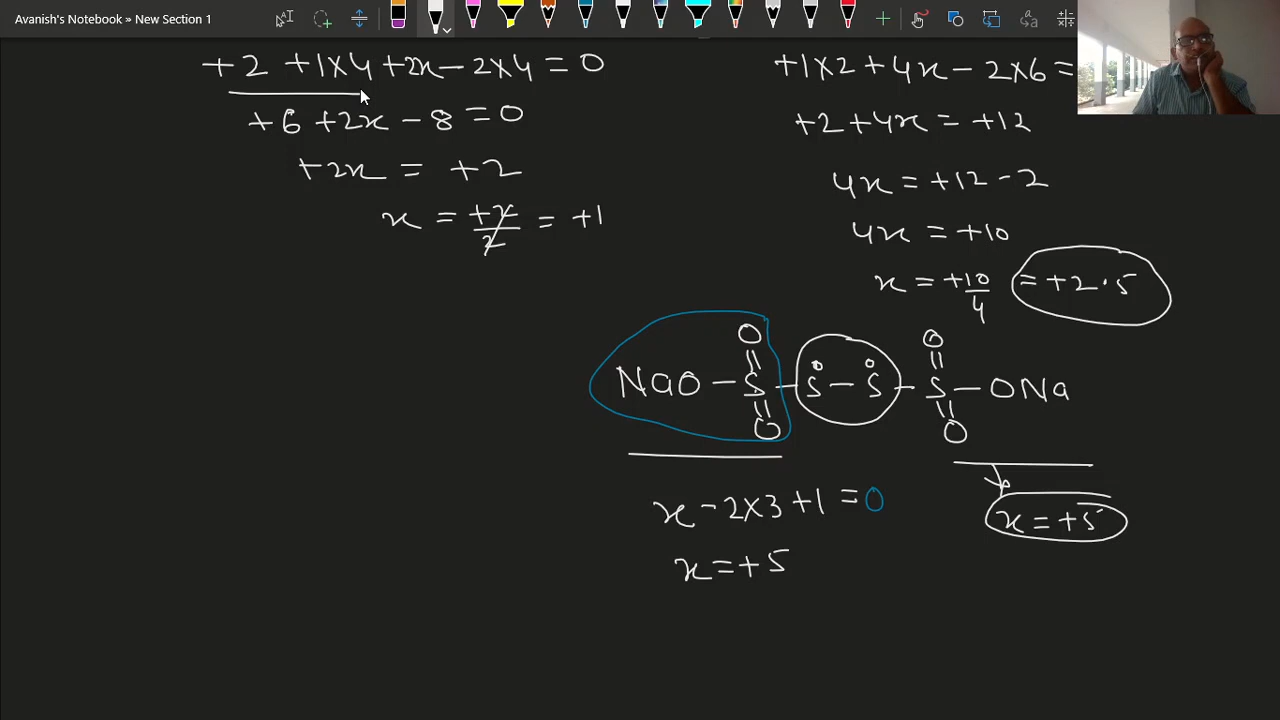 Avanish's Notebook » New Section 1
+2 +1x4 +2x - 2x4 = 0
+6 +2x - 8 = 0
+2x = +2
x = +2/2 = +1
+1x2 + 4x - 2x6 =
+2 + 4x = +12
4x = +12 - 2
4x = +10
x = +10/4 = +2.5
O O
|| ||
NaO - S - S - S - S - ONa
|| ||
O O
x - 2x3 + 1 = 0
x = +5
x = +5